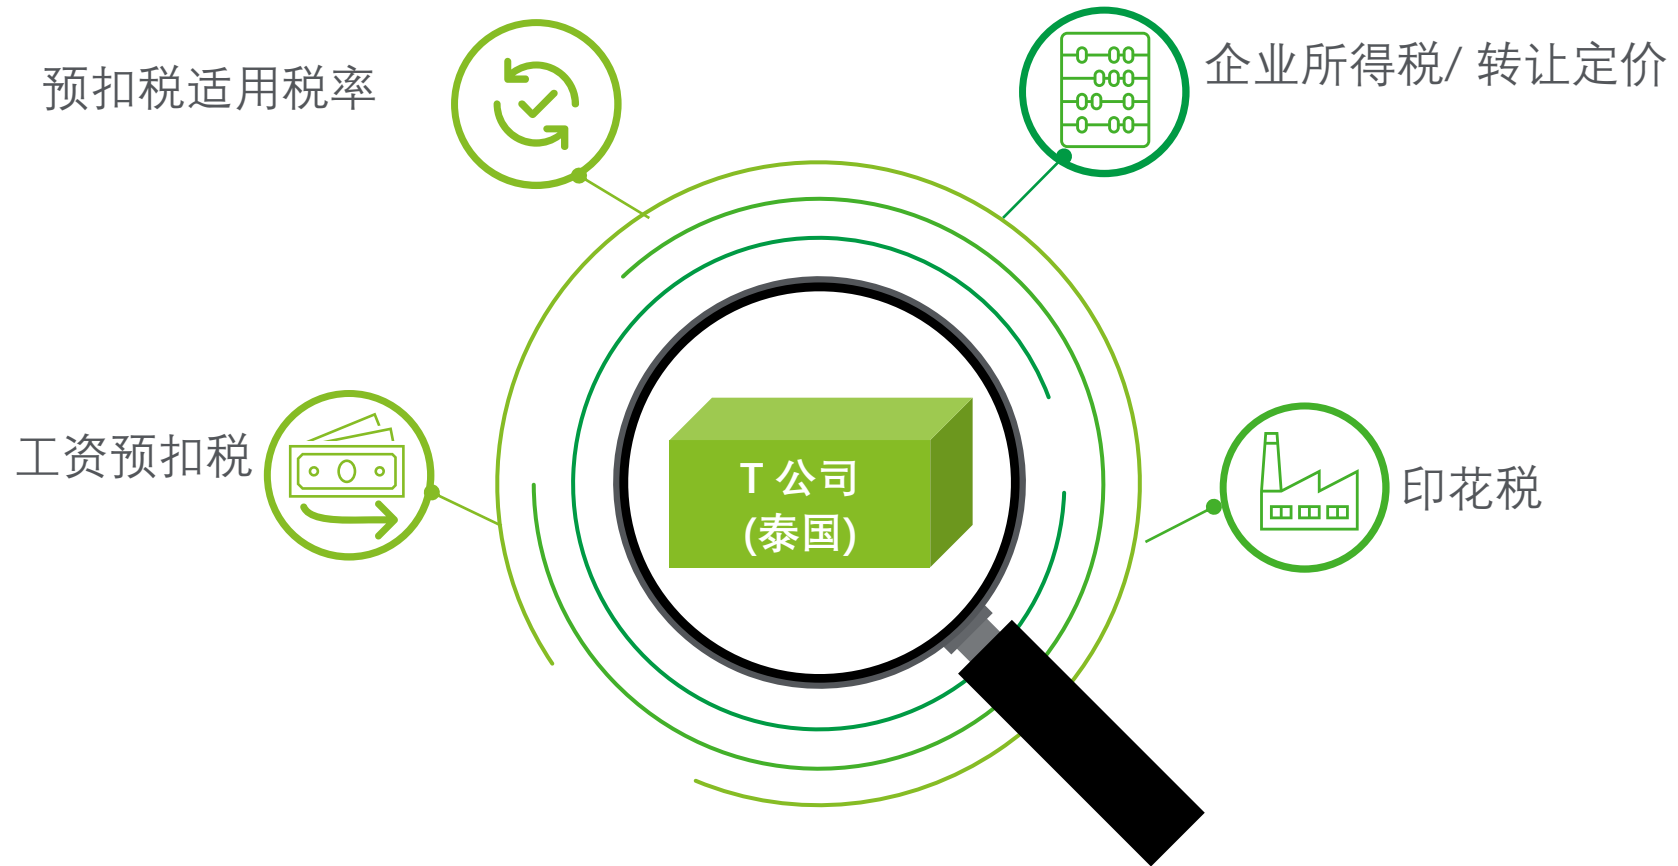 预扣税适用税率
企业所得税/ 转让定价
工资预扣税
T 公司
(泰国)
印花税